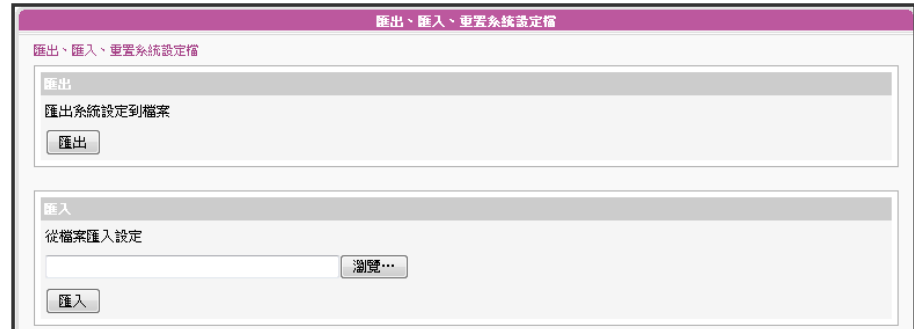 匯出、匯入、重置系統設定檔
匯出、匯入、重置系統設定檔
匯出
匯出系統設定到檔案
匯出
匯入
從檔案匯入設定
瀏覽…
匯入